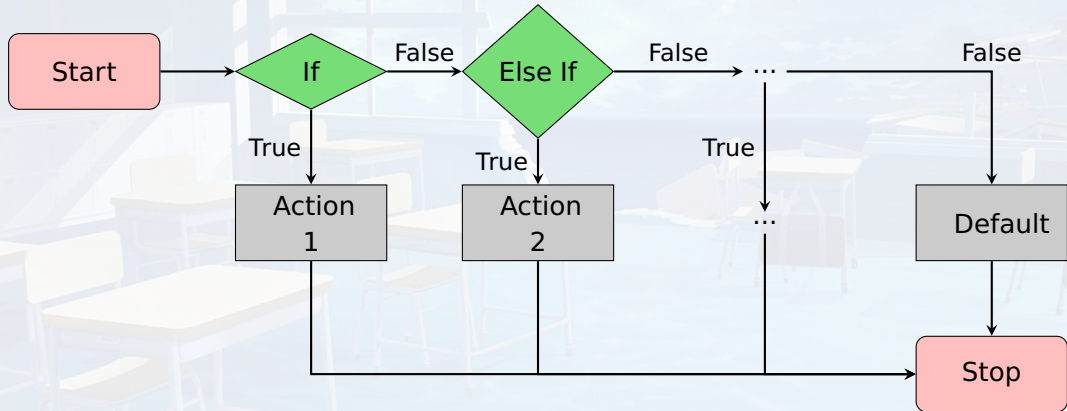 Start
If
False
Else If
False
...
False
True
True
True
Action
1
Action
2
...
Default
Stop